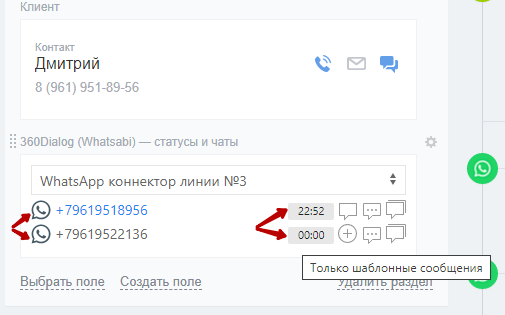 Клиент
Контакт
Дмитрий
8 (961) 951-89-56
360Dialog (Whatsabi) — статусы и чаты
WhatsApp коннектор линии №3
+79619518956 22:52
+79619522136 00:00
Только шаблонные сообщения
Выбрать поле Создать поле Удалить раздел